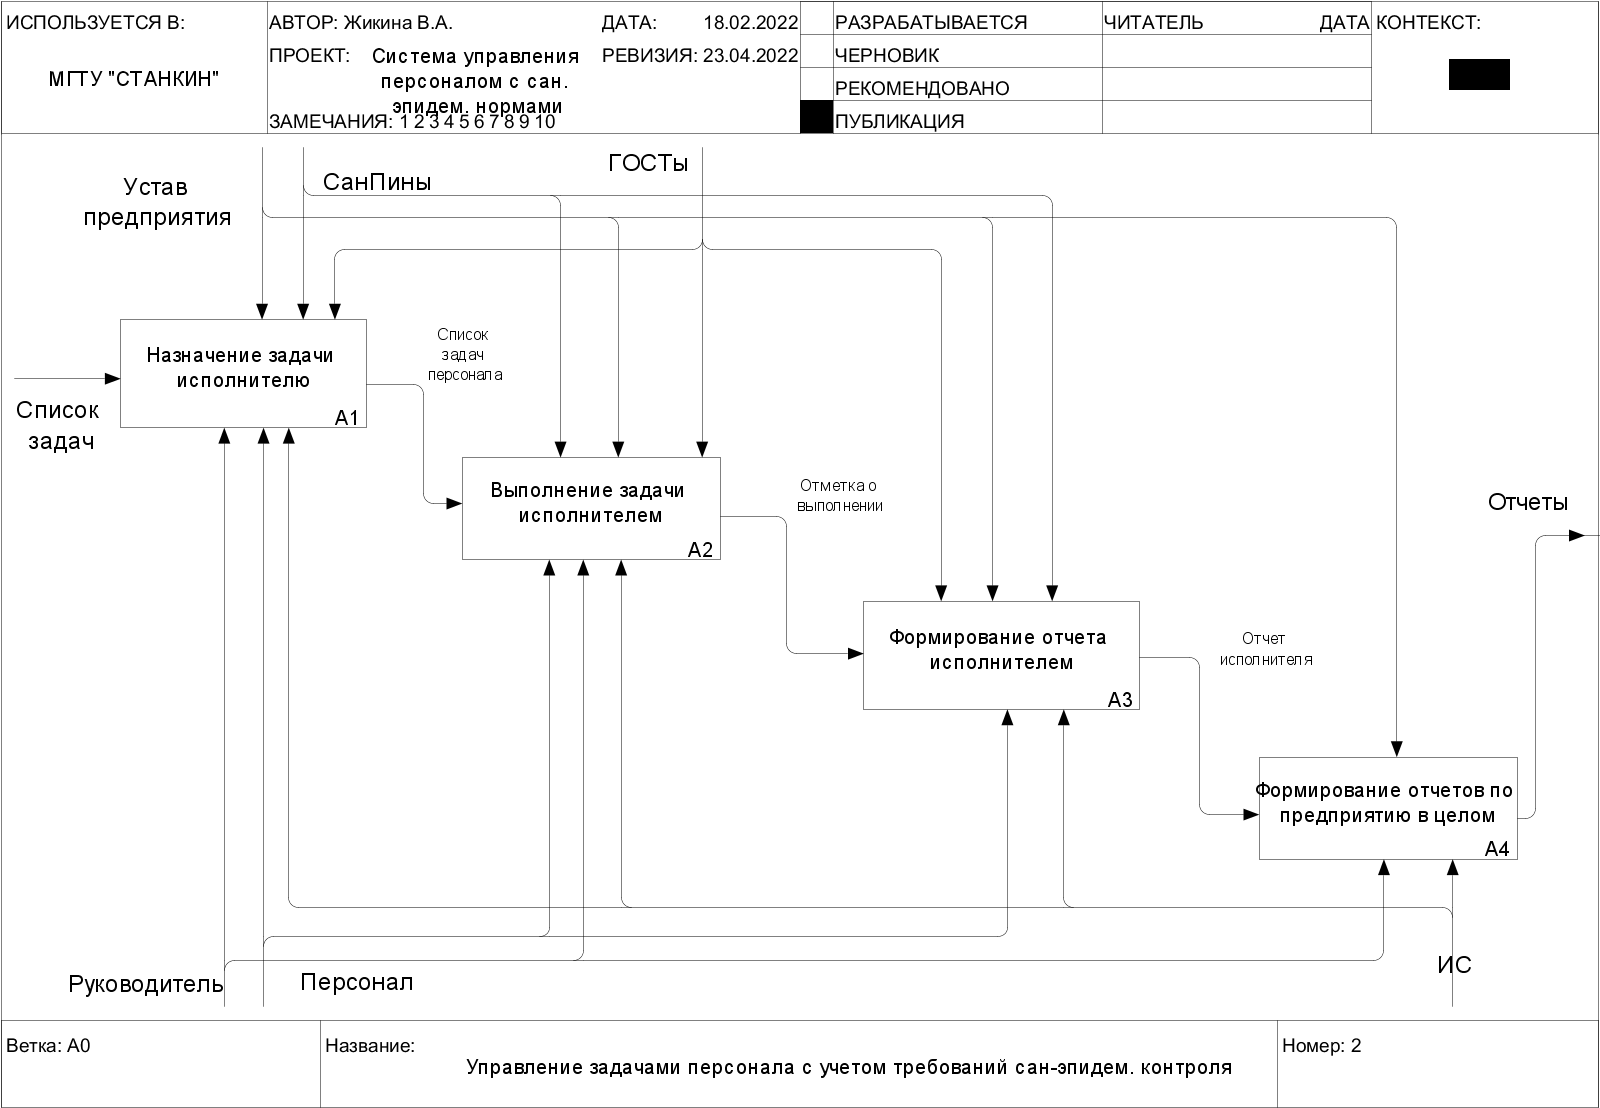 ИСПОЛЬЗУЕТСЯ В:
МГТУ "СТАНКИН"
АВТОР: Жикина В.А.
ДАТА: 18.02.2022
ПРОЕКТ: Система управления
персоналом с сан.
эпидем. нормами
РЕВИЗИЯ: 23.04.2022
ЗАМЕЧАНИЯ: 1 2 3 4 5 6 7 8 9 10
РАЗРАБАТЫВАЕТСЯ
ЧЕРНОВИК
РЕКОМЕНДОВАНО
ПУБЛИКАЦИЯ
ЧИТАТЕЛЬ
ДАТА
КОНТЕКСТ:
Устав
предприятия
СанПины
ГОСТы
Назначение задачи
исполнителю
A1
Список
задач
Список
задач
персонала
Выполнение задачи
исполнителем
A2
Отметка о
выполнении
Отчеты
Формирование отчета
исполнителем
A3
Отчет
исполнителя
Формирование отчетов по
предприятию в целом
A4
Руководитель
Персонал
ИС
Ветка: A0
Название:
Управление задачами персонала с учетом требований сан-эпидем. контроля
Номер: 2